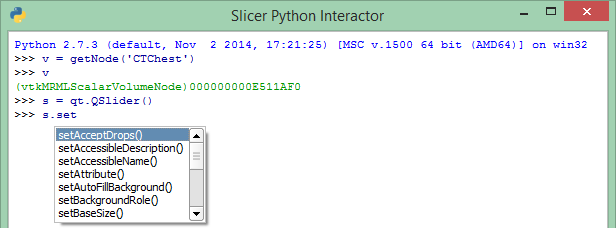 Slicer Python Interactor
Python 2.7.3 (default, Nov  2 2014, 17:21:25) [MSC v.1500 64 bit (AMD64)] on win32
>>> v = getNode('CTChest')
>>> v
(vtkMRMLScalarVolumeNode)000000000E511AF0
>>> s = qt.QSlider()
>>> s.set
setAcceptDrops()
setAccessibleDescription()
setAccessibleName()
setAttribute()
setAutoFillBackground()
setBackgroundRole()
setBaseSize()